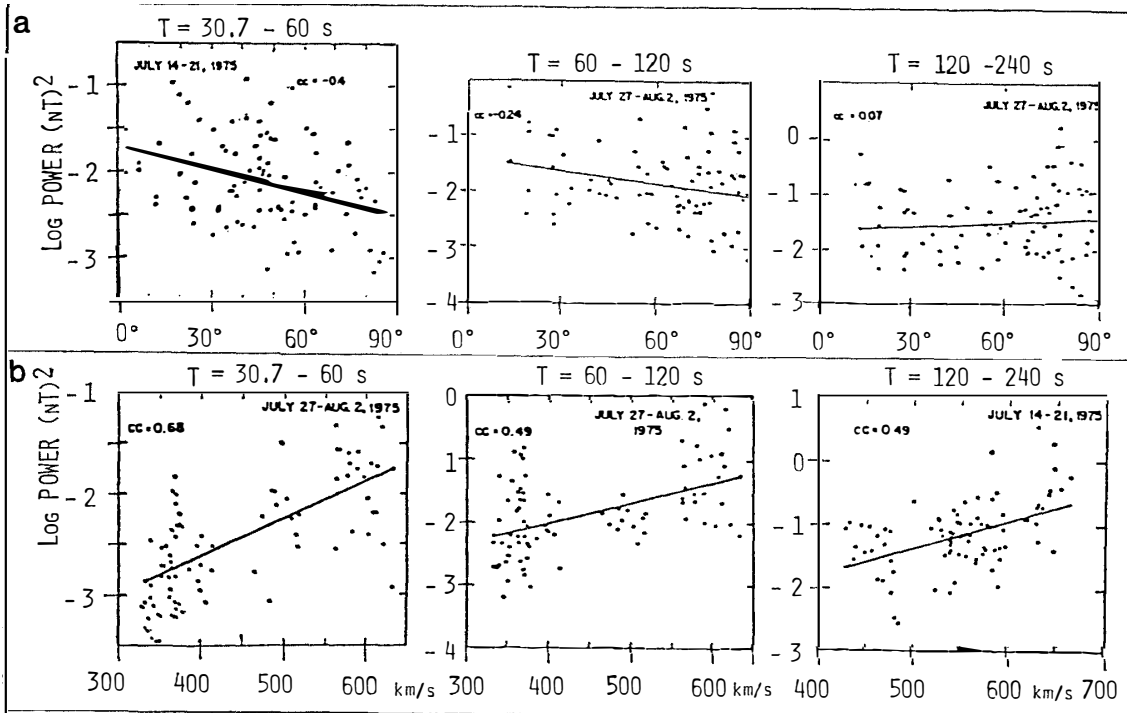 a
T = 30.7 - 60 s
T = 60 - 120 s
T = 120 -240 s
LOG POWER (NT)2
JULY 14-21, 1975
cc = -0.4
-1
-2
-3
0°
30°
60°
90°
JULY 27-AUG. 2, 1975
cc = -0.24
0
-1
-2
-3
-4
30°
60°
90°
JULY 27-AUG. 2, 1975
cc = 0.07
0
-1
-2
-3
0°
30°
60°
90°
b
T = 30.7 - 60 s
T = 60 - 120 s
T = 120 - 240 s
LOG POWER (NT)2
JULY 27-AUG. 2, 1975
CC = 0.68
-1
-2
-3
300
400
500
600
km/s
JULY 27-AUG. 2,
1975
CC = 0.49
0
1
-2
-3
-4
300
400
500
600
km/s
JULY 14-21, 1975
CC = 0.49
1
0
-1
-2
-3
400
500
600
700